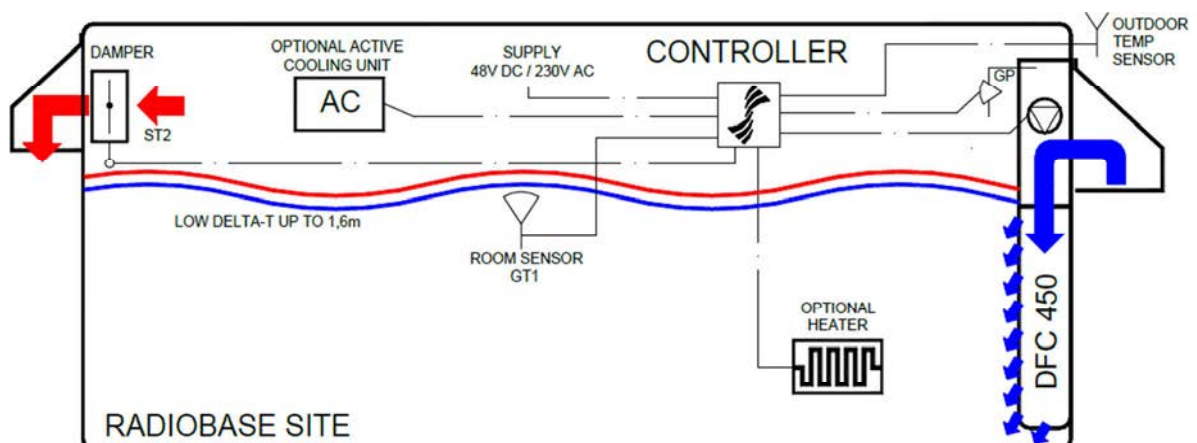 OUTDOOR
TEMP
SENSOR
DAMPER
OPTIONAL ACTIVE
COOLING UNIT
SUPPLY
48V DC / 230V AC
CONTROLLER
GP
AC
ST2
LOW DELTA-T UP TO 1,6m
ROOM SENSOR
GT1
OPTIONAL
HEATER
DFC 450
RADIOBASE SITE